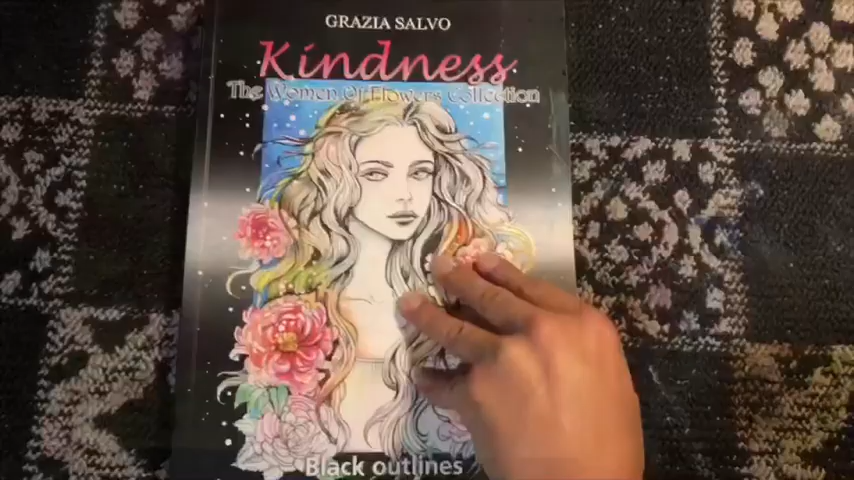 GRAZIA SALVO
Kindness
The Women Of Flowers Collection
Black outlines